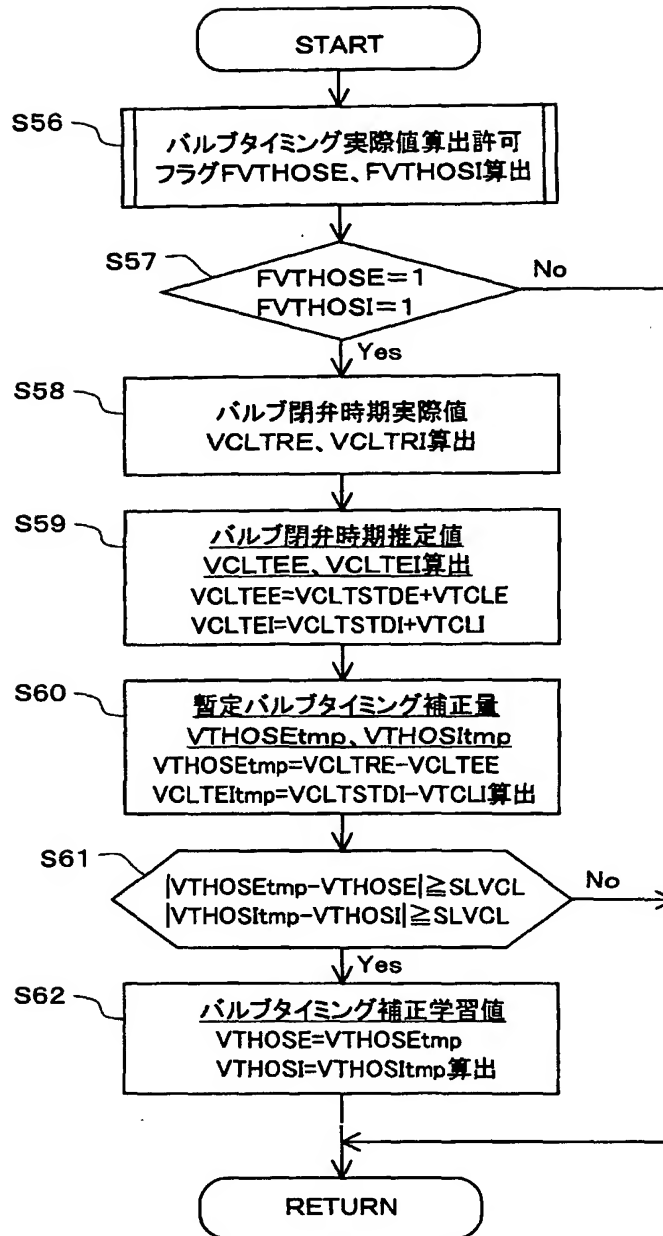 START
S56
バルブタイミング実際値算出許可
フラグFVTHOSE、FVTHOSI算出
S57
FVTHOSE=1
FVTHOSI=1
No
Yes
S58
バルブ閉弁時期実際値
VCLTRE、VCLTRI算出
S59
バルブ閉弁時期推定値
VCLTEE、VCLTEI算出
VCLTEE=VCLTSTDE+VTCLE
VCLTEI=VCLTSTDI+VTCLI
S60
暫定バルブタイミング補正量
VTHOSEtmp、VTHOSItmp
VTHOSEtmp=VCLTRE-VCLTEE
VCLTEItmp=VCLTSTDI-VTCLI算出
S61
|VTHOSEtmp-VTHOSE|≧SLVCL
|VTHOSItmp-VTHOSI|≧SLVCL
No
Yes
S62
バルブタイミング補正学習値
VTHOSE=VTHOSEtmp
VTHOSI=VTHOSItmp算出
RETURN